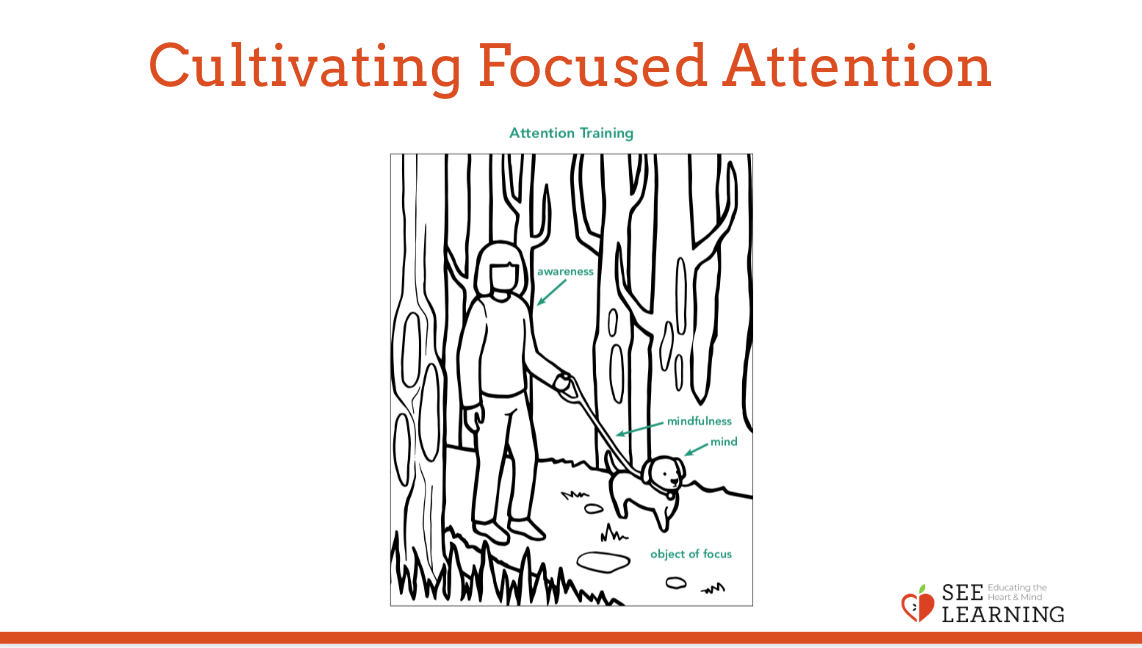 Cultivating Focused Attention
Attention Training
awareness
mindfulness
mind
object of focus
SEE Educating the
Heart & Mind
LEARNING